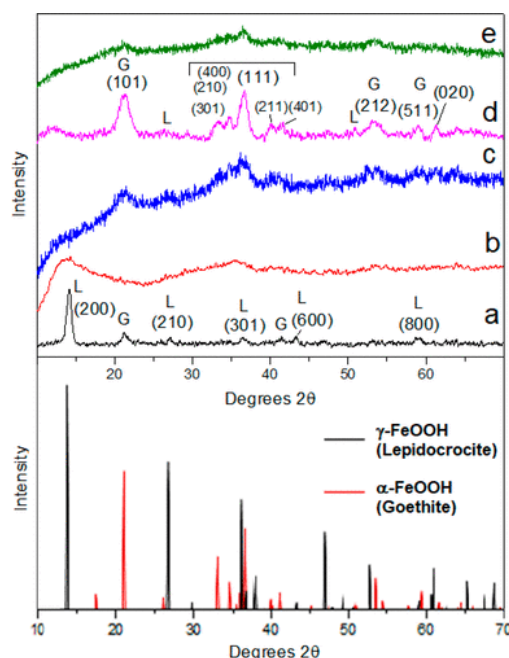 e
G
(101)
(400)
(210)
(301)
(111)
(211)(401)
G
(212)
G
(511)
(020)
L
L
d
c
b
L
(200)
G
L
(210)
L
(301)
G
L
(600)
L
(800)
a
Intensity
20 30 40 50 60
Degrees 2θ
γ-FeOOH
(Lepidocrocite)
α-FeOOH
(Goethite)
Intensity
10 20 30 40 50 60 70
Degrees 2θ